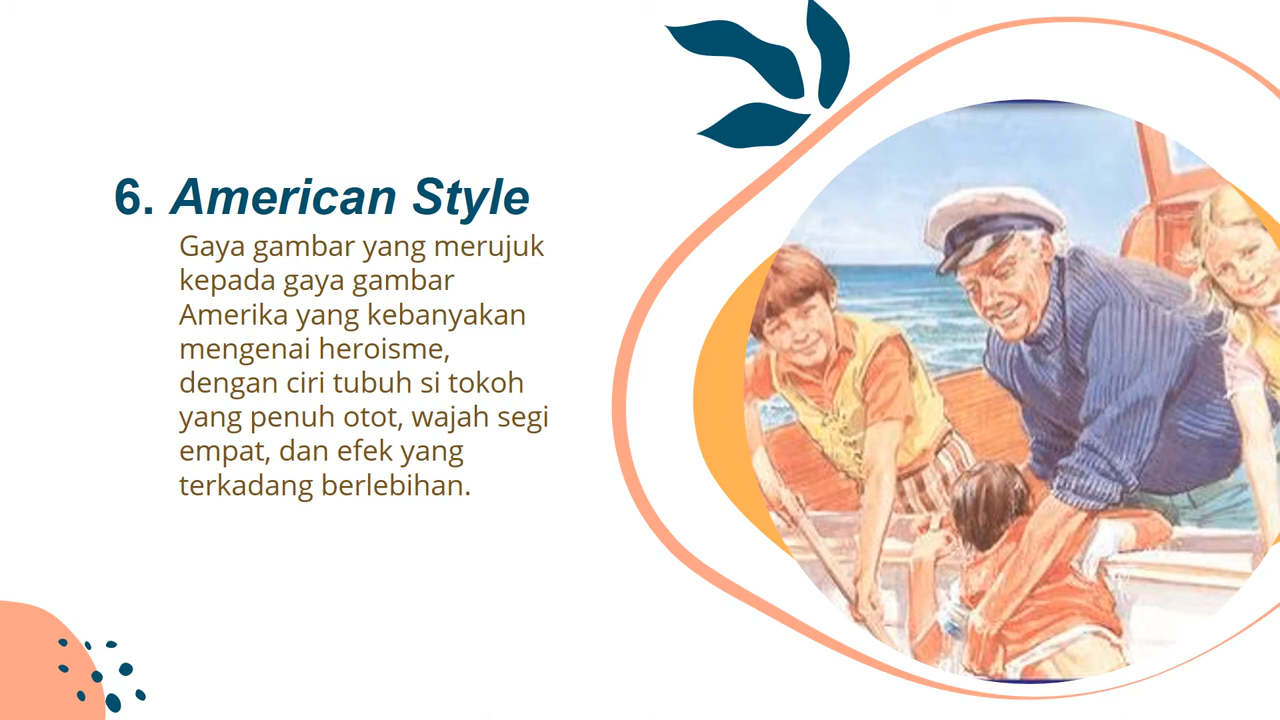 6. American Style
Gaya gambar yang merujuk
kepada gaya gambar
Amerika yang kebanyakan
mengenai heroisme,
dengan ciri tubuh si tokoh
yang penuh otot, wajah segi
empat, dan efek yang
terkadang berlebihan.